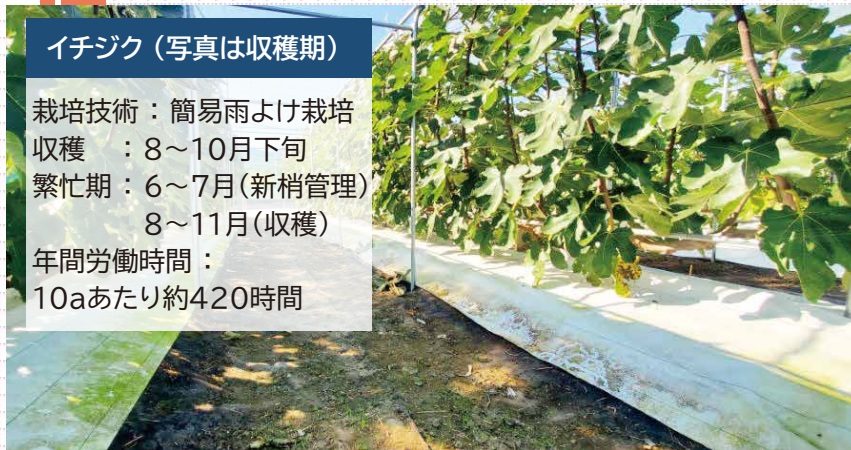 イチジク（写真は収穫期）
栽培技術：簡易雨よけ栽培
収穫　　：8〜10月下旬
繁忙期：6〜7月(新梢管理)
8〜11月(収穫)
年間労働時間：
10aあたり約420時間